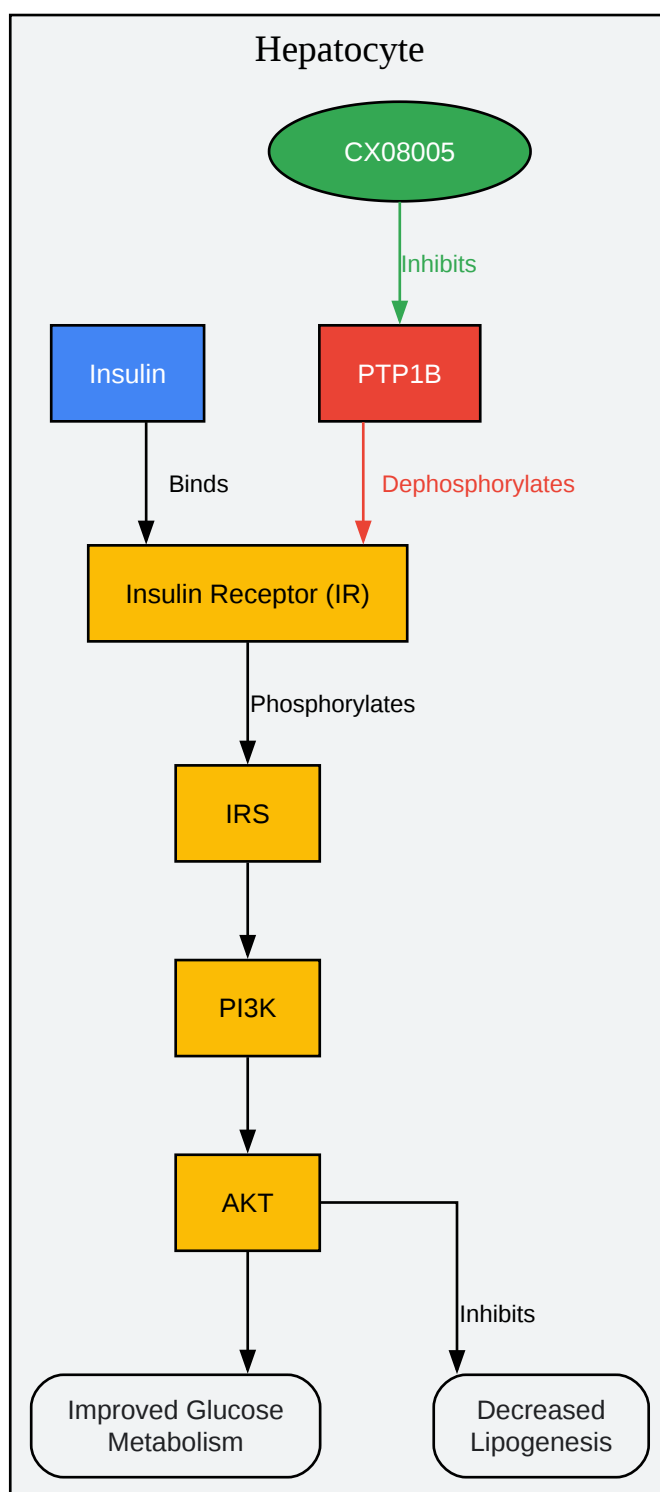 Hepatocyte
CX08005
Inhibits
Insulin
PTP1B
Binds
Dephosphorylates
Insulin Receptor (IR)
Phosphorylates
IRS
PI3K
AKT
Inhibits
Improved Glucose
Metabolism
Decreased
Lipogenesis